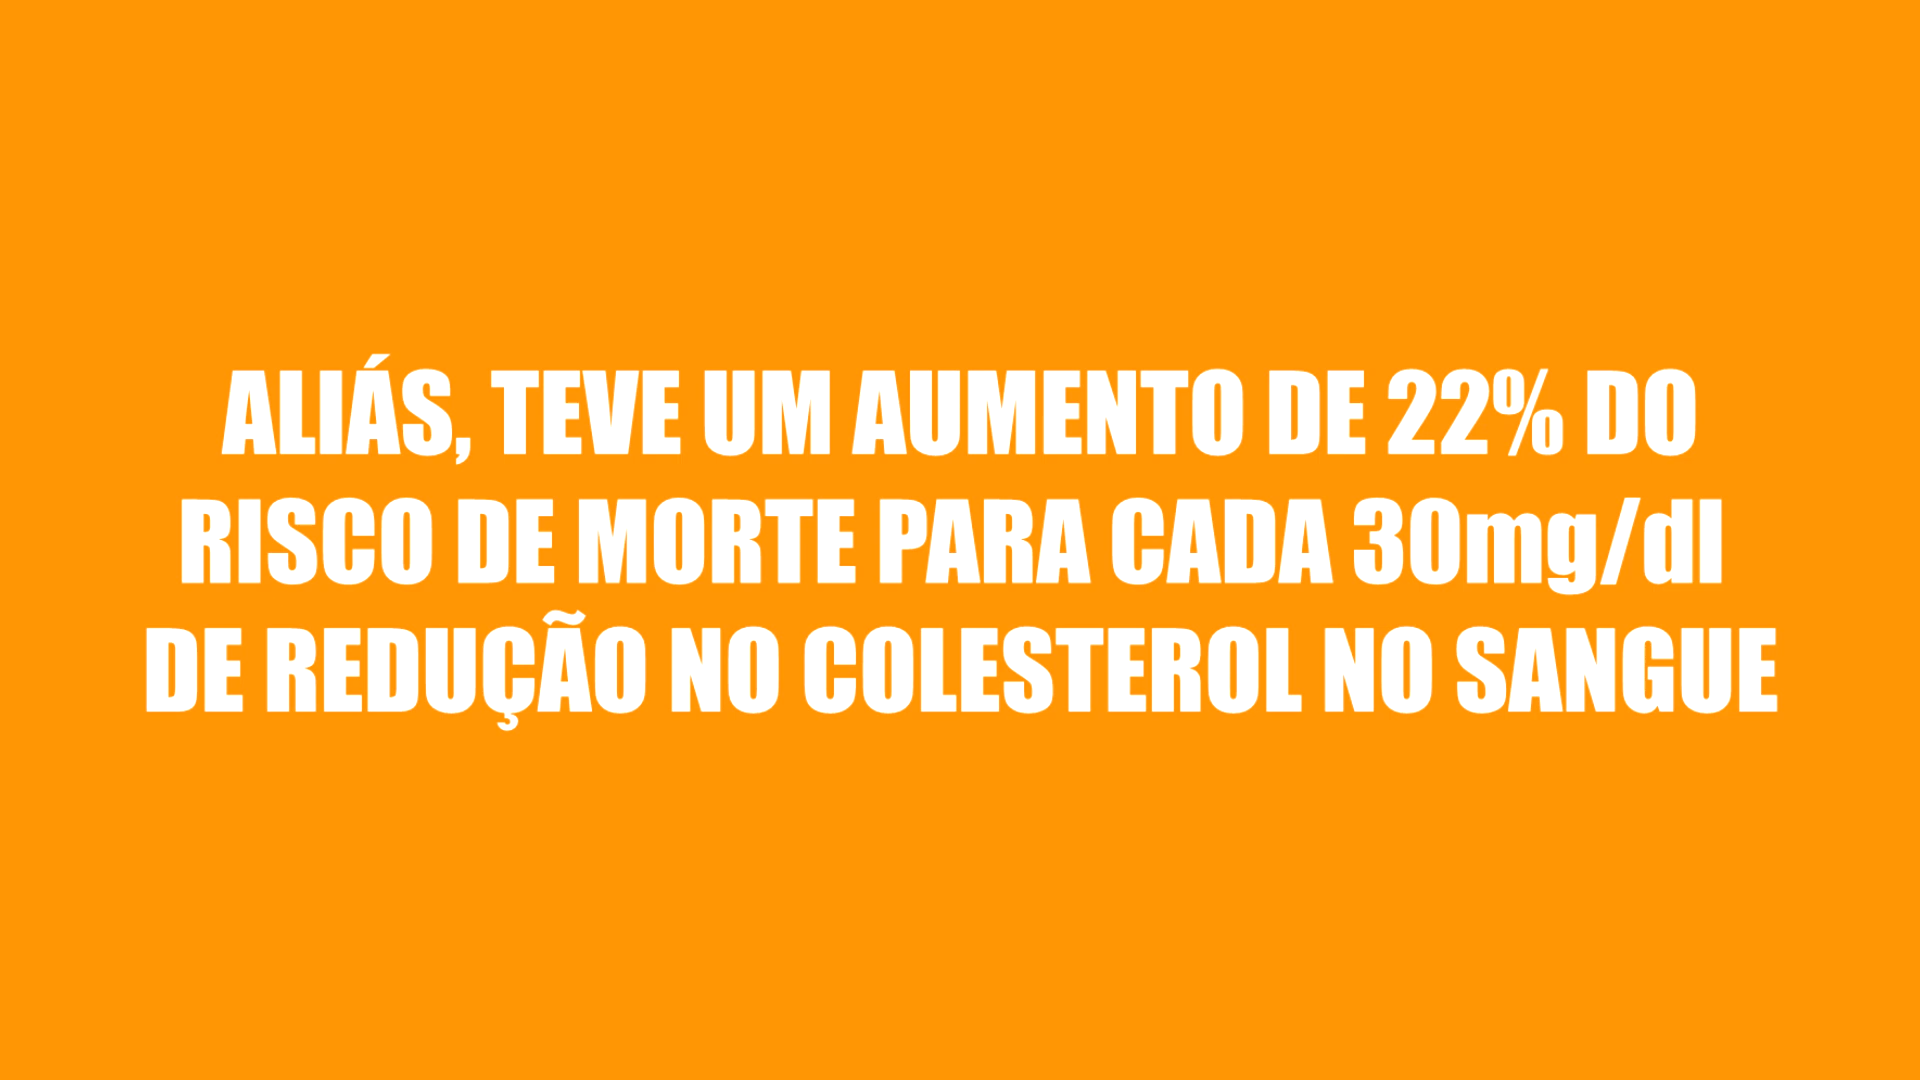 ALIÁS, TEVE UM AUMENTO DE 22% DO
RISCO DE MORTE PARA CADA 30mg/dl
DE REDUÇÃO NO COLESTEROL NO SANGUE